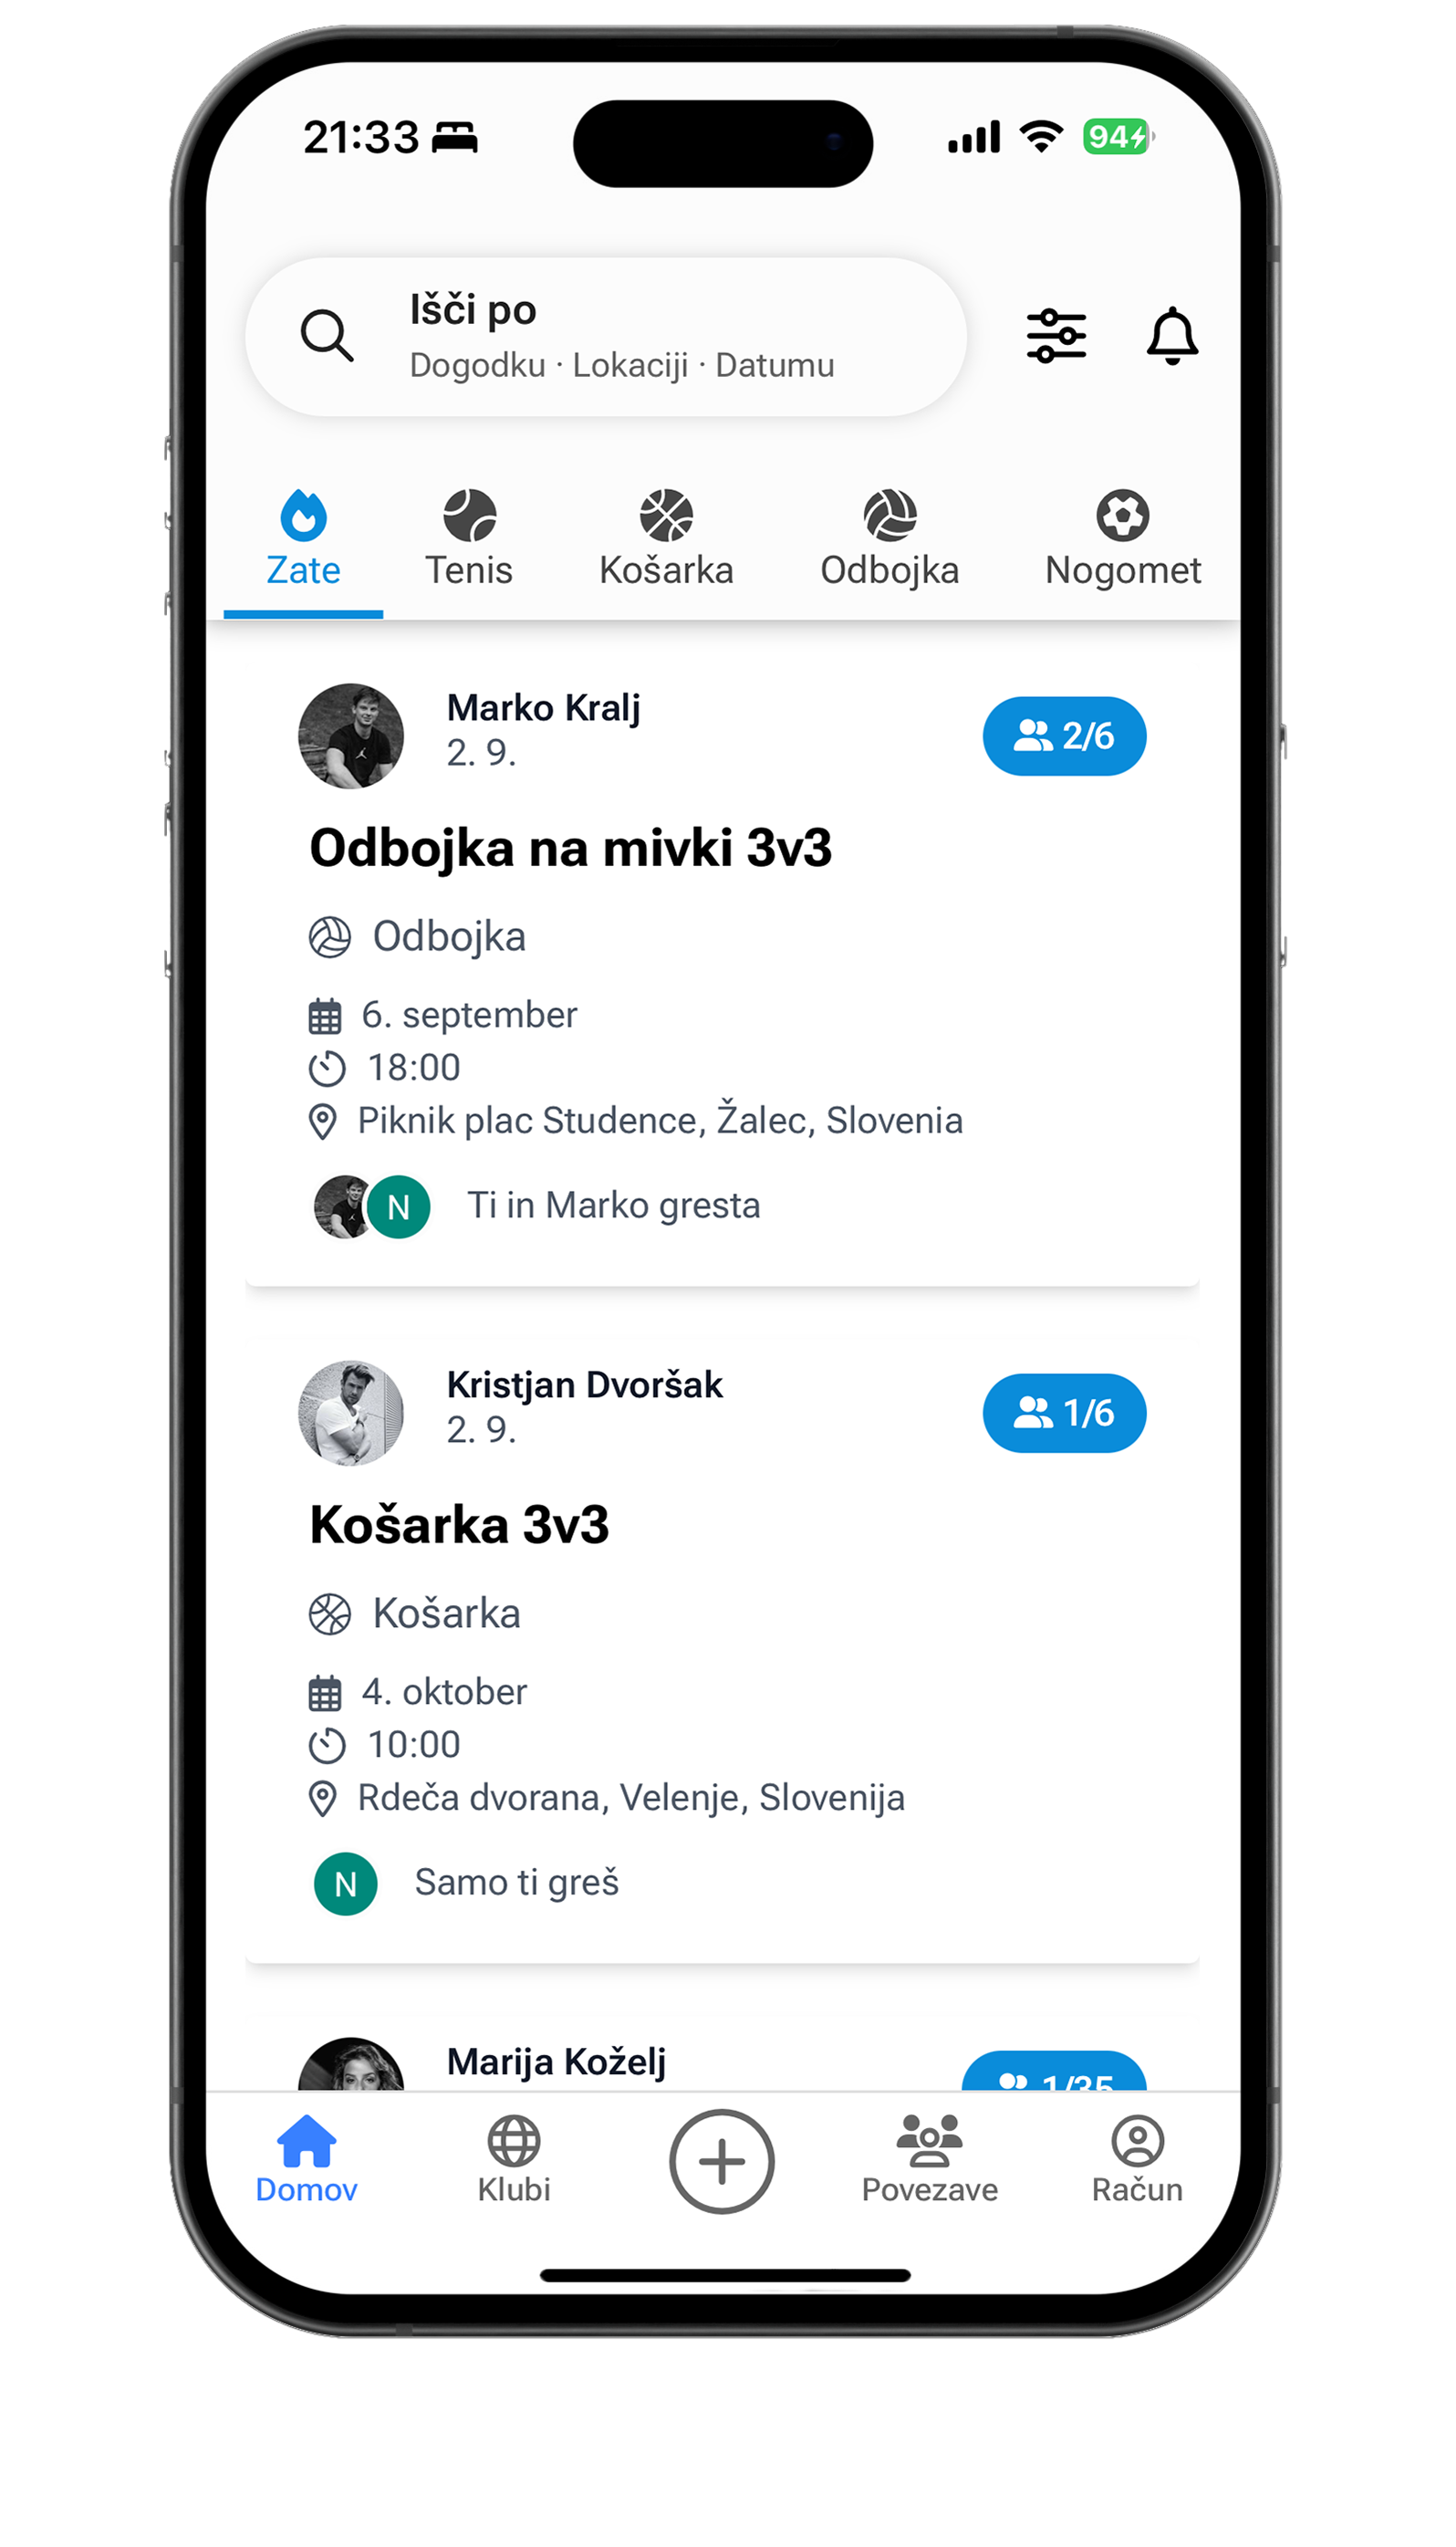 21:33
94
Išči po
Dogodku · Lokaciji · Datumu
Zate
Tenis
Košarka
Odbojka
Nogomet
Marko Kralj
2. 9.
2/6
Odbojka na mivki 3v3
Odbojka
6. september
18:00
Piknik plac Studence, Žalec, Slovenia
N
Ti in Marko gresta
Kristjan Dvoršak
2. 9.
1/6
Košarka 3v3
Košarka
4. oktober
10:00
Rdeča dvorana, Velenje, Slovenija
N
Samo ti greš
Marija Koželj
1/35
Domov
Klubi
Povezave
Račun